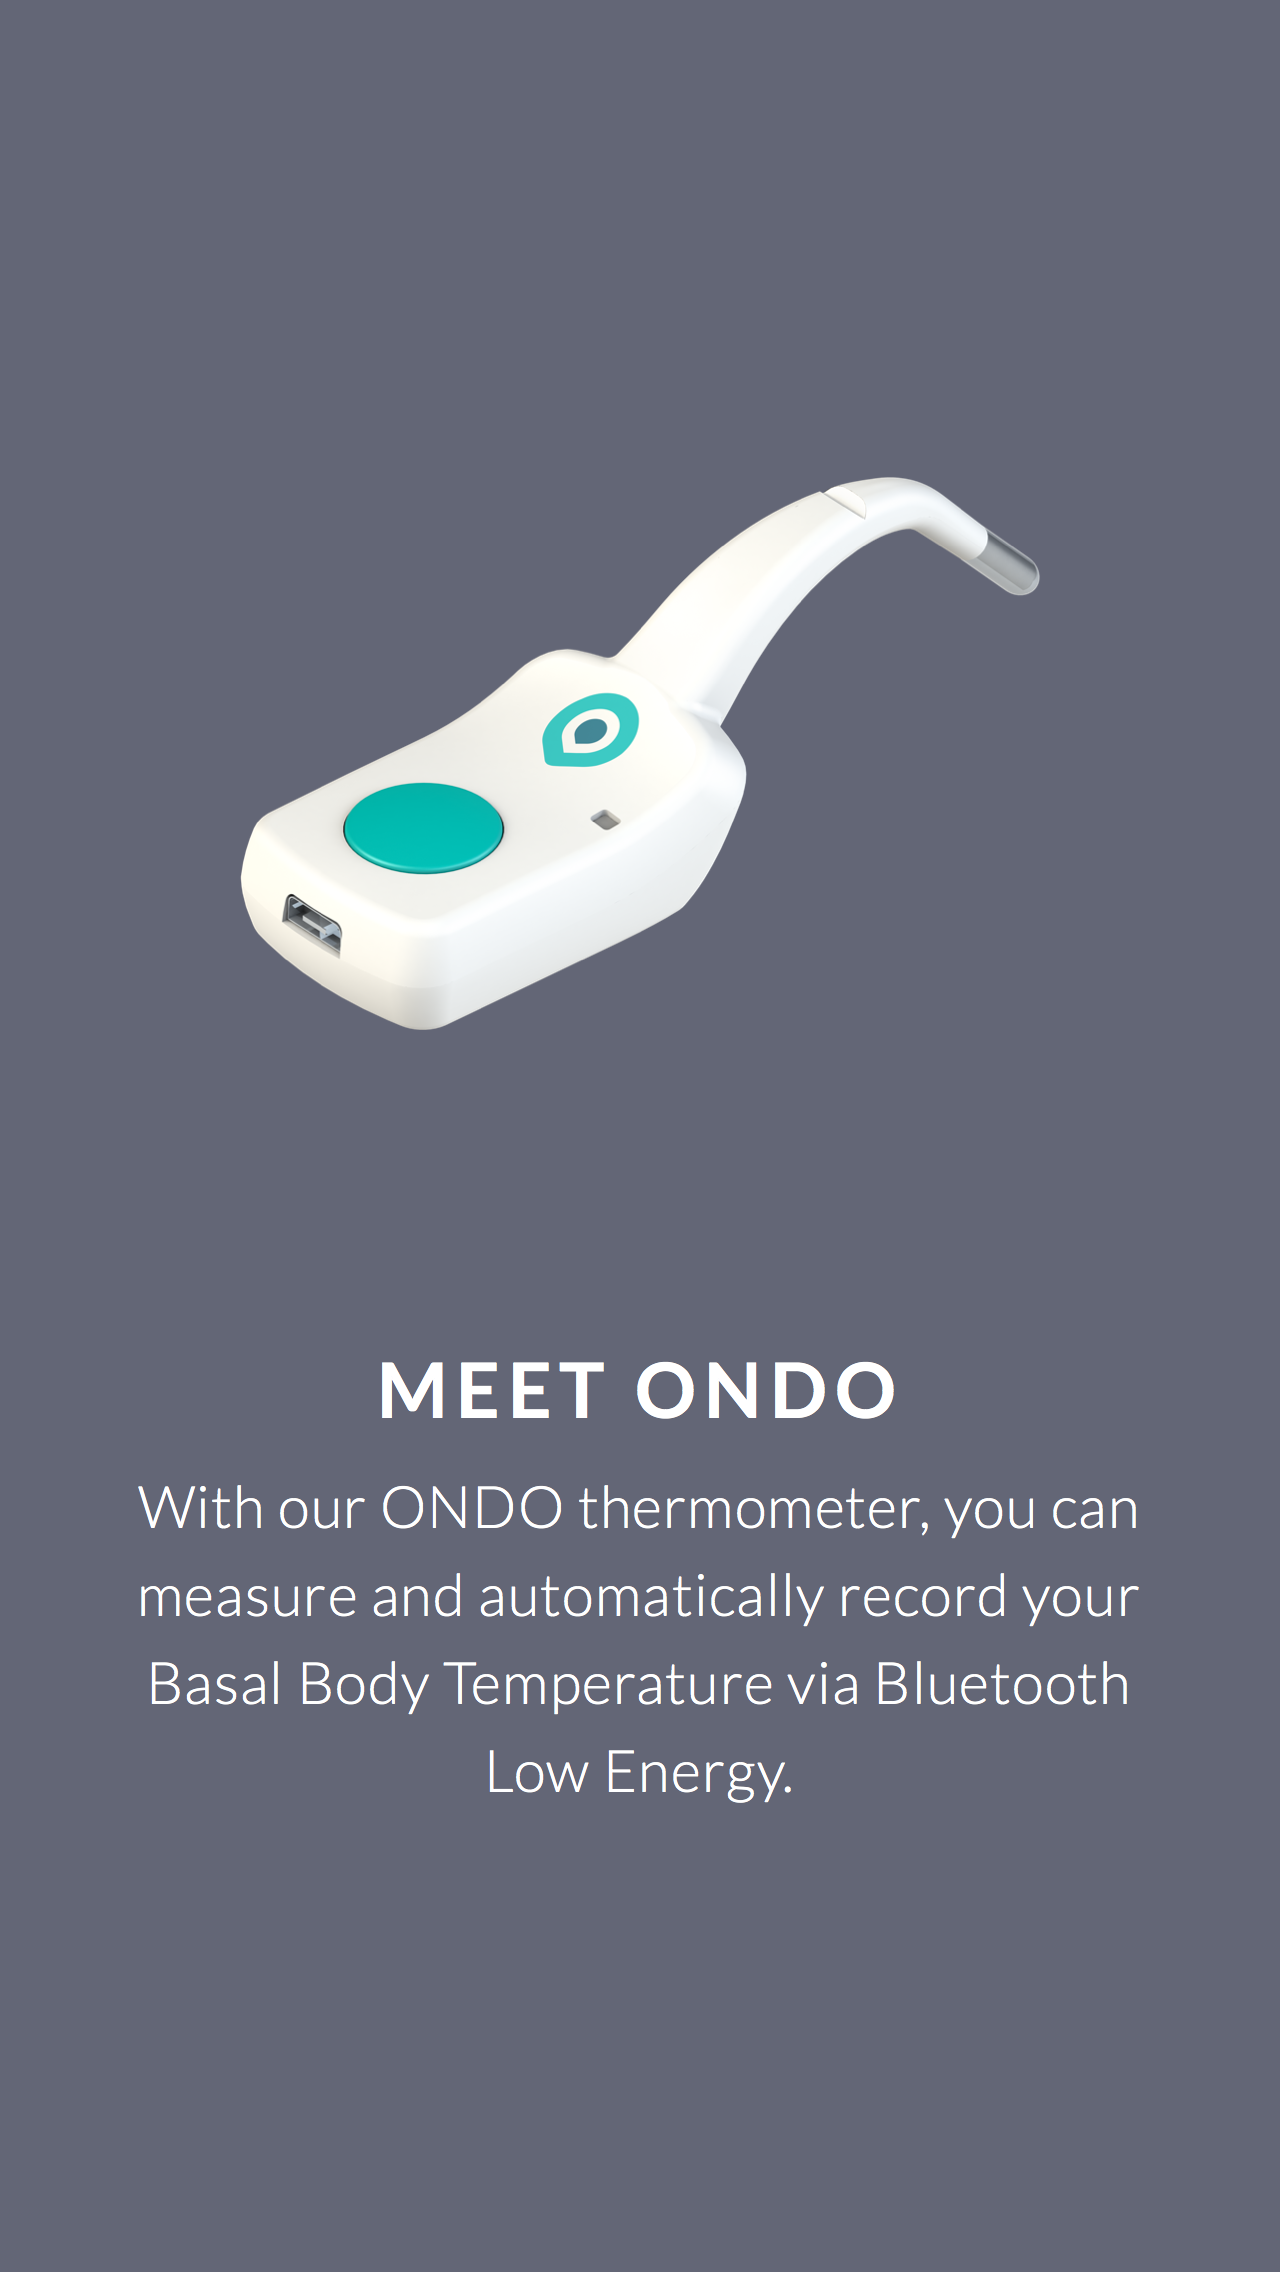 MEET ONDO
With our ONDO thermometer, you can
measure and automatically record your
Basal Body Temperature via Bluetooth
Low Energy.